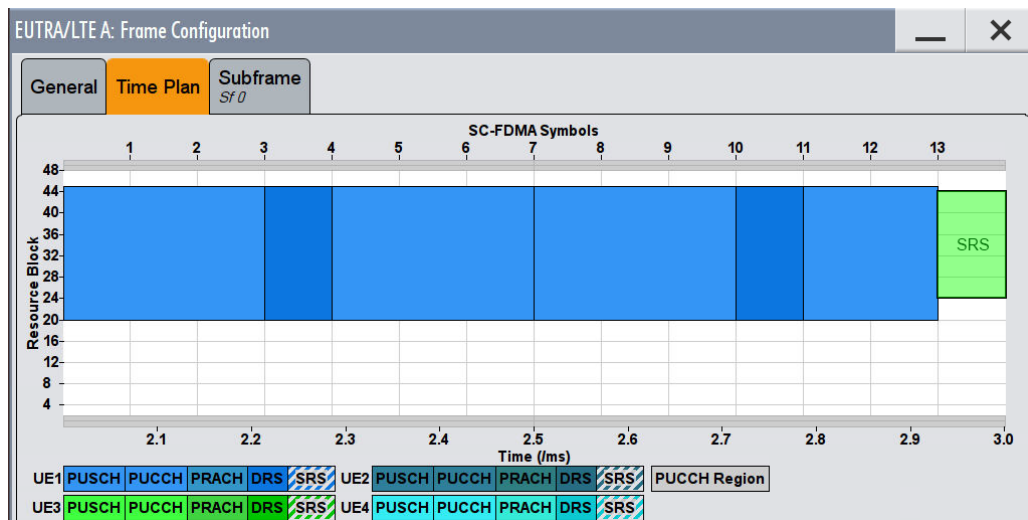 EUTRA/LTE A: Frame Configuration
General Time Plan Subframe
Sf 0
SC-FDMA Symbols
1 2 3 4 5 6 7 8 9 10 11 12 13
48
44
40
36
32
28
24
20
16
12
8
4
Resource Block
SRS
2.1 2.2 2.3 2.4 2.5 2.6 2.7 2.8 2.9 3.0
Time (/ms)
UE1 PUSCH PUCCH PRACH DRS SRS UE2 PUSCH PUCCH PRACH DRS SRS PUCCH Region
UE3 PUSCH PUCCH PRACH DRS SRS UE4 PUSCH PUCCH PRACH DRS SRS